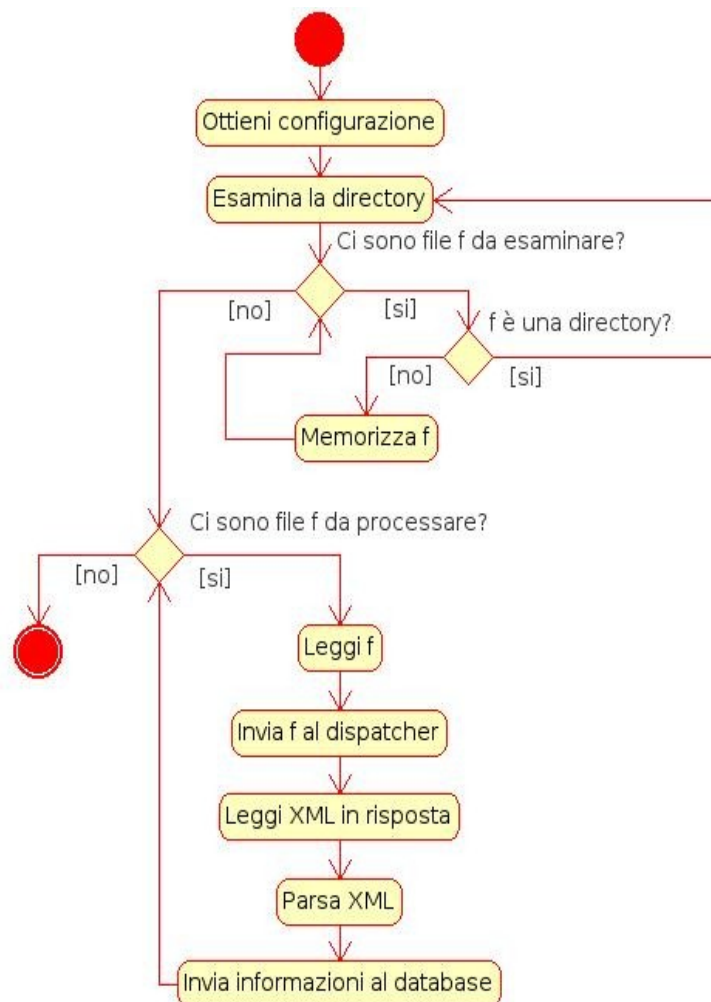 Ottieni configurazione
Esamina la directory
Ci sono file f da esaminare?
[no]
[si]
f è una directory?
[no]
[si]
Memorizza f
Ci sono file f da processare?
[no]
[si]
Leggi f
Invia f al dispatcher
Leggi XML in risposta
Parsa XML
Invia informazioni al database